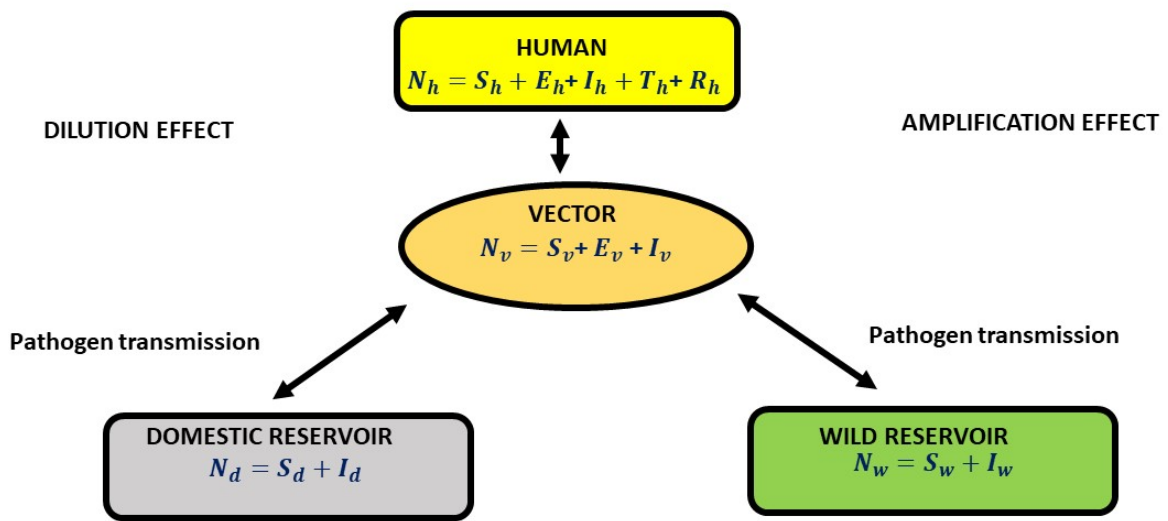 HUMAN
N_h = S_h + E_h + I_h + T_h + R_h
DILUTION EFFECT
AMPLIFICATION EFFECT
VECTOR
N_v = S_v + E_v + I_v
Pathogen transmission
Pathogen transmission
DOMESTIC RESERVOIR
N_d = S_d + I_d
WILD RESERVOIR
N_w = S_w + I_w